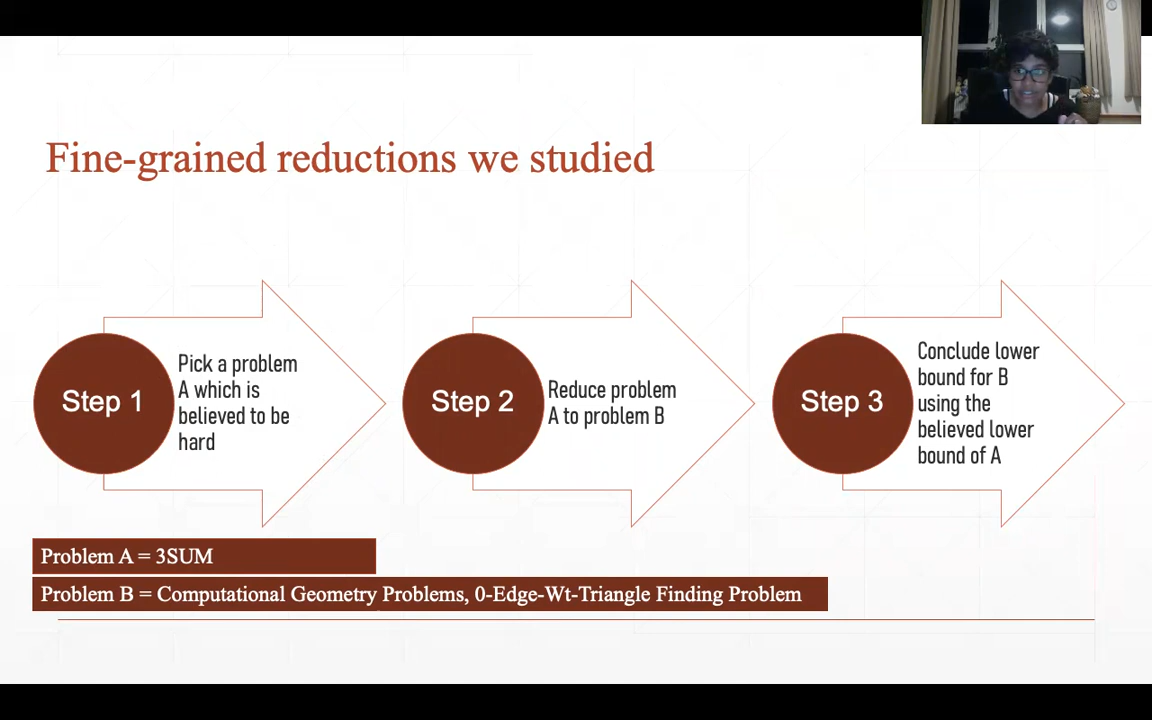 Fine-grained reductions we studied
Step 1
Pick a problem
A which is
believed to be
hard
Step 2
Reduce problem
A to problem B
Step 3
Conclude lower
bound for B
using the
believed lower
bound of A
Problem A = 3SUM
Problem B = Computational Geometry Problems, 0-Edge-Wt-Triangle Finding Problem